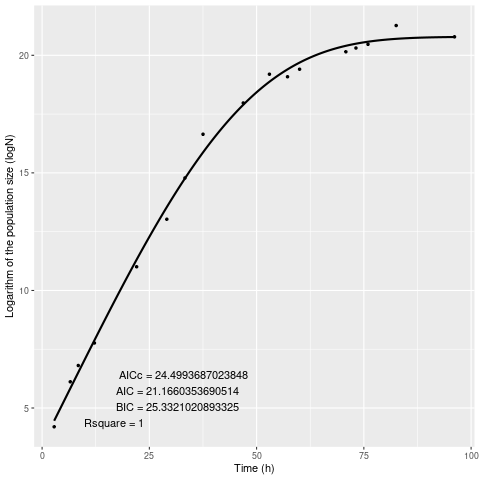 20
15
10
5
Logarithm of the population size (logN)
AICc = 24.4993687023848
AIC = 21.1660353690514
BIC = 25.3321020893325
Rsquare = 1
0
25
50
75
100
Time (h)